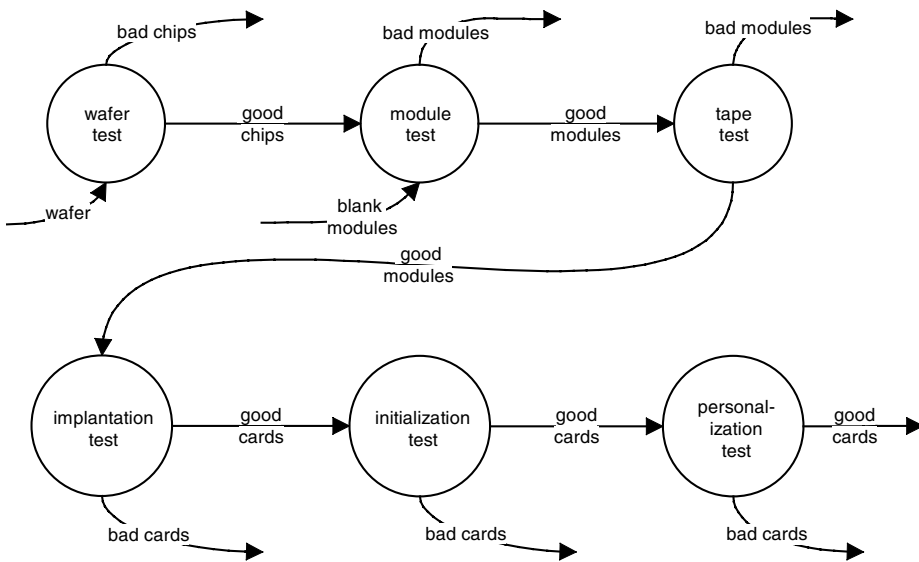 bad chips
bad modules
bad modules
wafer
test
good
chips
module
test
good
modules
tape
test
wafer
blank
modules
good
modules
implantation
test
good
cards
initialization
test
good
cards
personal-
ization
test
good
cards
bad cards
bad cards
bad cards